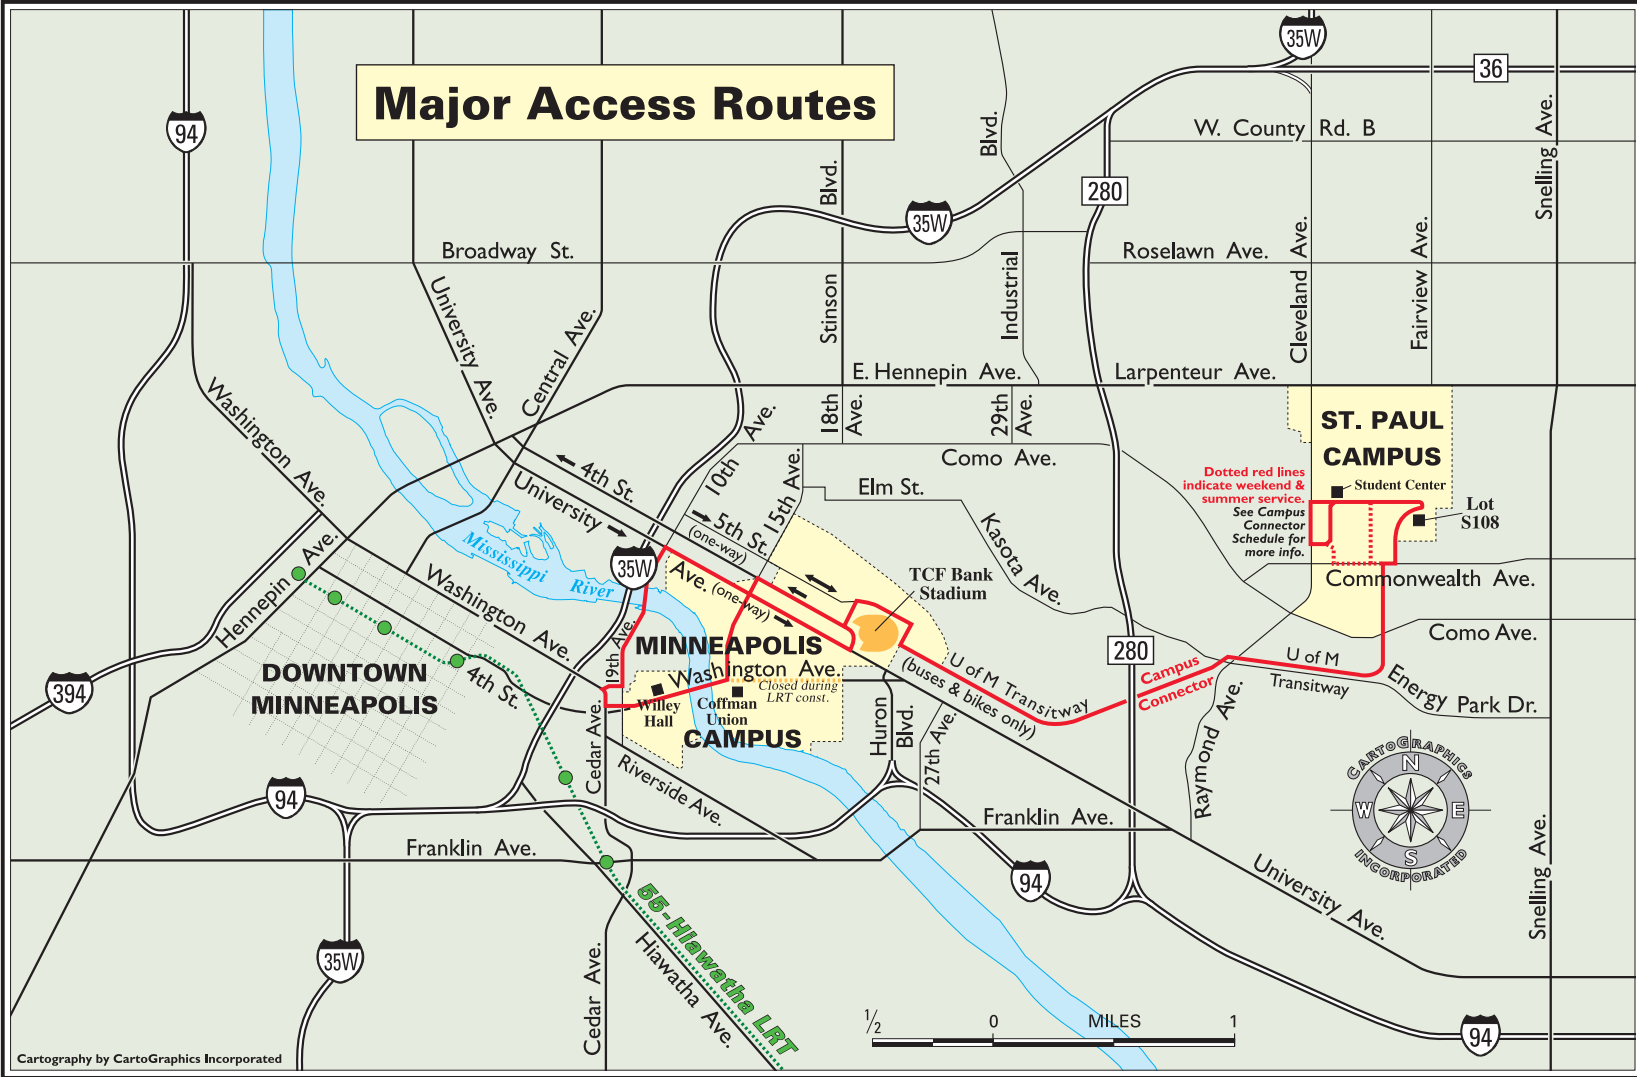 Major Access Routes
35W
36
94
W. County Rd. B
Blvd.
Snelling Ave.
280
Blvd.
35W
Broadway St.
Roselawn Ave.
Cleveland Ave.
Fairview Ave.
Industrial
Stinson
University Ave.
Central Ave.
E. Hennepin Ave.
Larpenteur Ave.
Washington Ave.
18th Ave.
29th Ave.
10th Ave.
ST. PAUL
CAMPUS
Como Ave.
4th St.
University
15th Ave.
Elm St.
Dotted red lines
indicate weekend &
summer service.
See Campus
Connector
Schedule for
more info.
Student Center
Lot
S108
5th St.
(one-way)
Kasota Ave.
Mississippi River
35W
Hennepin Ave.
Washington Ave.
Ave. (one-way)
TCF Bank
Stadium
Commonwealth Ave.
Como Ave.
19th Ave.
MINNEAPOLIS
Washington Ave.
Closed during
LRT const.
280
U of M Transitway
(buses & bikes only)
Campus
Connector
U of M
Transitway
Energy Park Dr.
DOWNTOWN
MINNEAPOLIS
394
4th St.
Willey
Hall
Coffman
Union
CAMPUS
Cedar Ave.
Riverside Ave.
Huron Blvd.
27th Ave.
Raymond Ave.
CARTOGRAPHICS
N
W
E
S
INCORPORATED
94
Franklin Ave.
Franklin Ave.
94
University Ave.
Snelling Ave.
55-Hiawatha LRT
Hiawatha Ave.
35W
Cedar Ave.
1/2
0
MILES
1
94
Cartography by CartoGraphics Incorporated